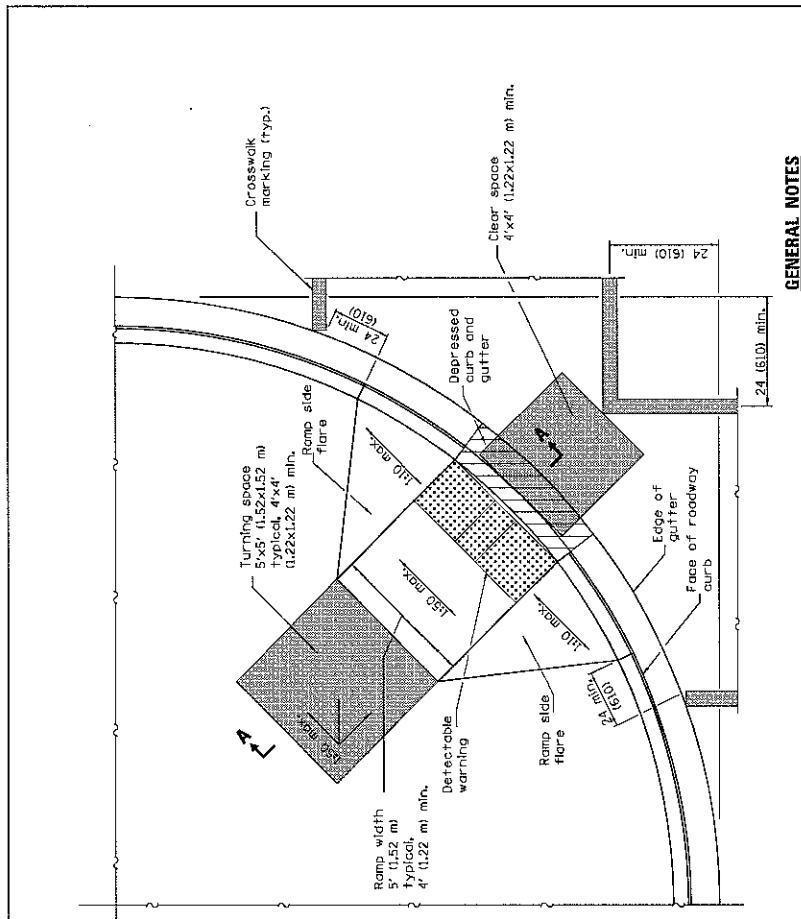 Crosswalk
marking (typ.)
Clear space
4'x4' (1.22x1.22 m) min.
24 (610) min.
GENERAL NOTES
24 min.
(610)
Depressed
curb and
gutter
24 (610) min.
A
Turning space
5'x5' (1.52x1.52 m)
typical, 4'x4'
(1.22x1.22 m) min.
Ramp side
flare
1:10 max.
Edge of
gutter
Face of roadway
curb
1:50 max.
1:10 max.
A
1:50 max.
24 min.
(610)
Detectable
warning
Ramp side
flare
Ramp width
5' (1.52 m)
typical,
4' (1.22 m) min.